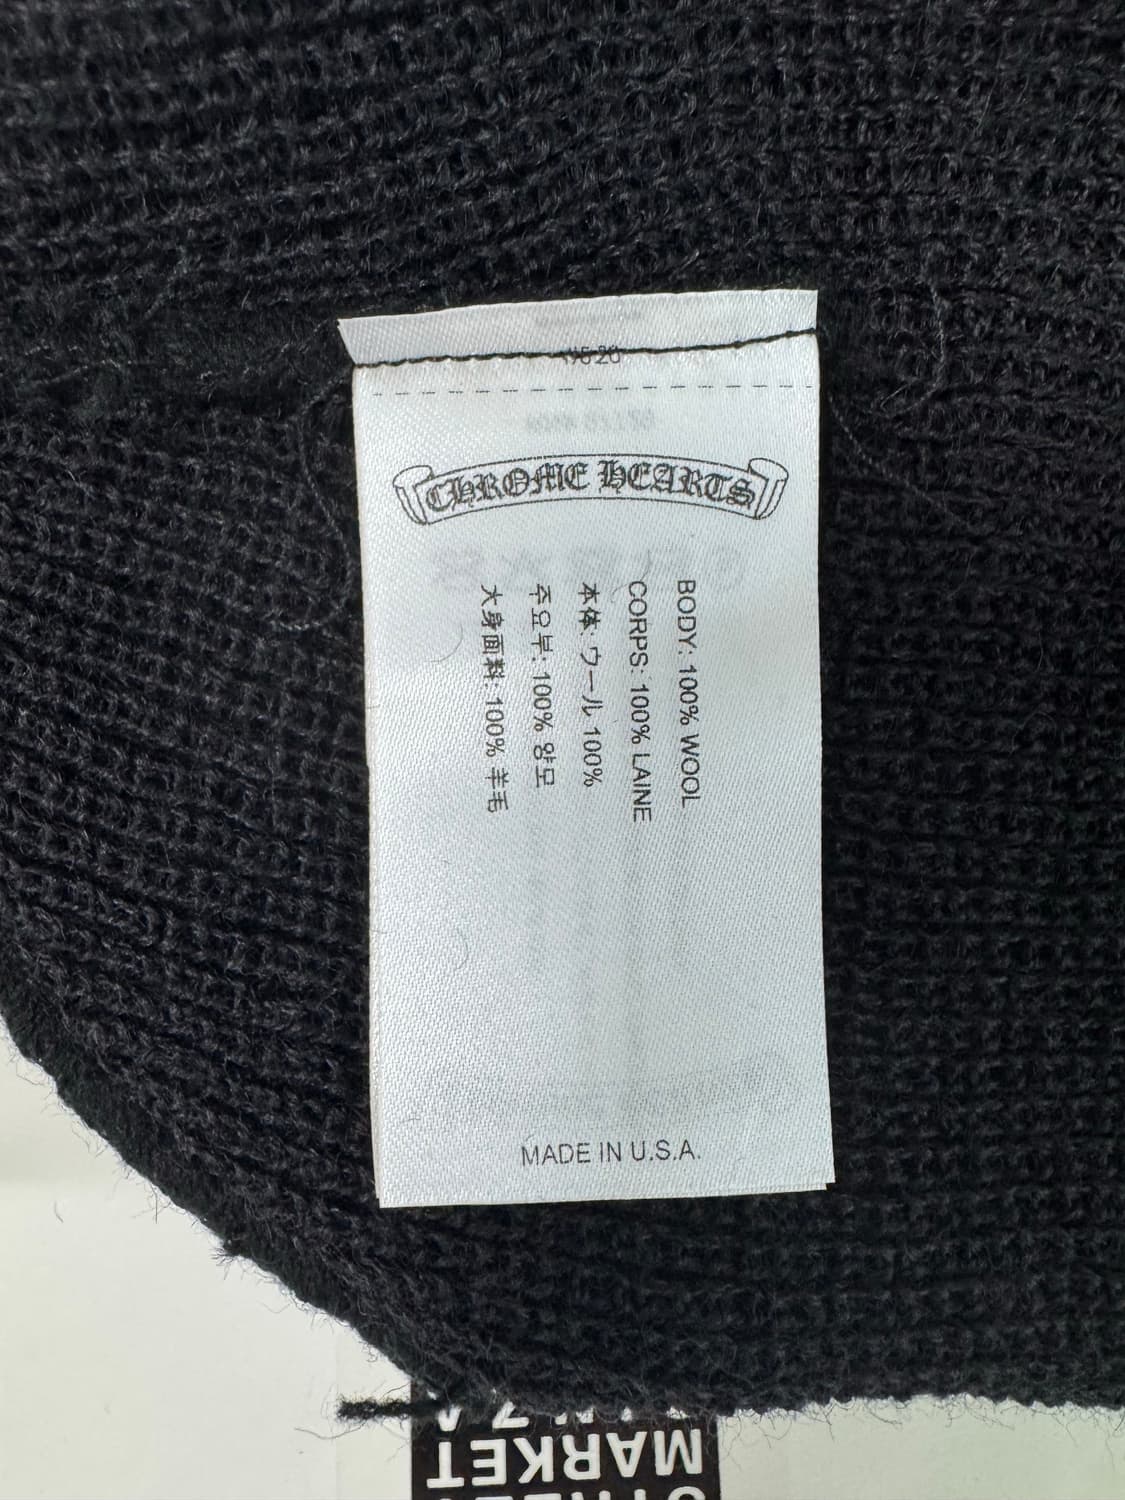 CHROME HEARTS
BODY: 100% WOOL
CORPS: 100% LAINE
本体: ウール 100%
주요부: 100% 양모
大身面料: 100% 羊毛
MADE IN U.S.A.
MARKET